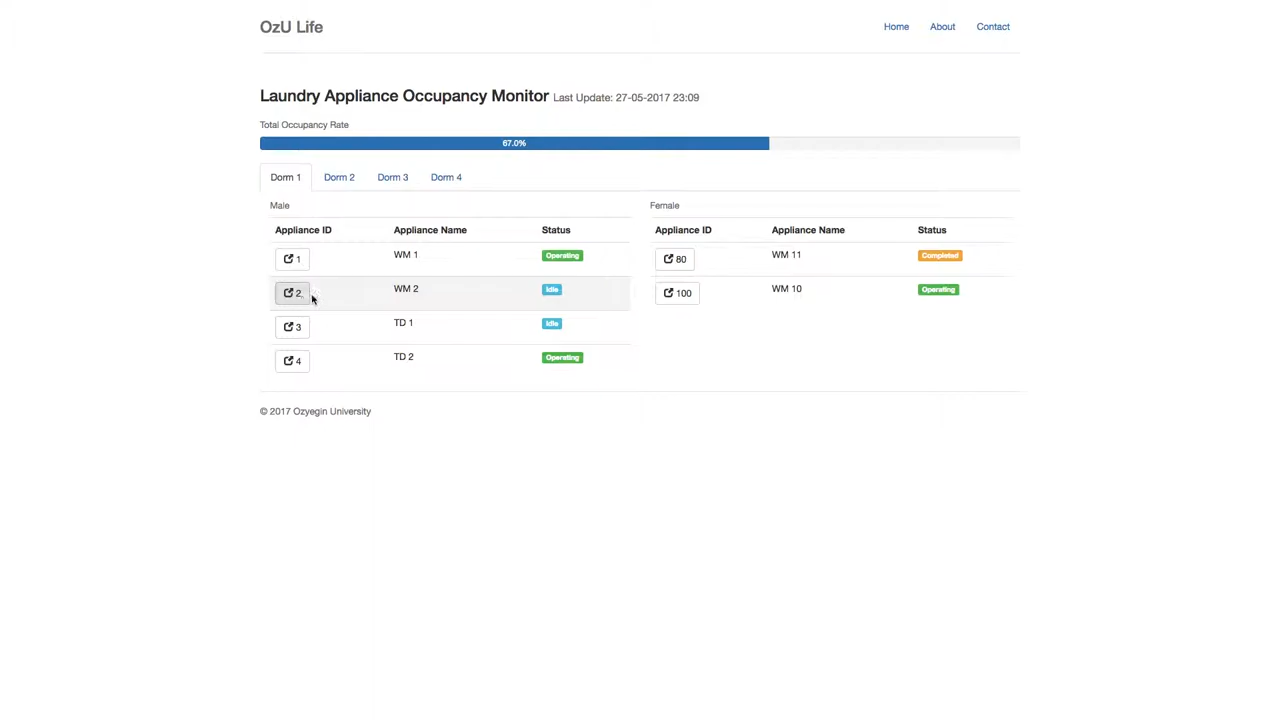 OzU Life
Home About Contact
Laundry Appliance Occupancy Monitor Last Update: 27-05-2017 23:09
Total Occupancy Rate
67.0%
Dorm 1 Dorm 2 Dorm 3 Dorm 4
Male
Appliance ID Appliance Name Status
1 WM 1 Operating
2 WM 2 Idle
3 TD 1 Idle
4 TD 2 Operating
Female
Appliance ID Appliance Name Status
80 WM 11 Completed
100 WM 10 Operating
© 2017 Ozyegin University